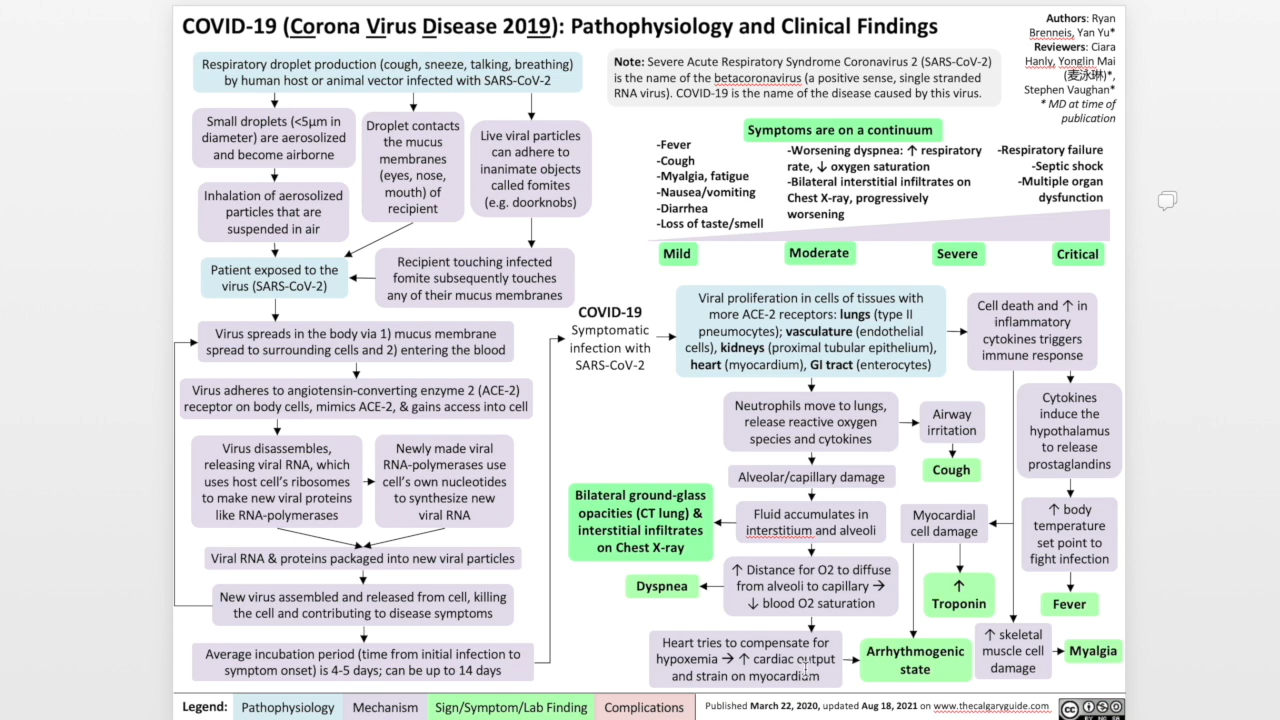 COVID-19 (Corona Virus Disease 2019): Pathophysiology and Clinical Findings
Authors: Ryan
Brenneis, Yan Yu*
Reviewers: Ciara
Hanly, Yonglin Mai
(麦泳琳)*,
Stephen Vaughan*
* MD at time of
publication
Respiratory droplet production (cough, sneeze, talking, breathing)
by human host or animal vector infected with SARS-CoV-2
Note: Severe Acute Respiratory Syndrome Coronavirus 2 (SARS-CoV-2)
is the name of the betacoronavirus (a positive sense, single stranded
RNA virus). COVID-19 is the name of the disease caused by this virus.
Small droplets (<5µm in
diameter) are aerosolized
and become airborne
Droplet contacts
the mucus
membranes
(eyes, nose,
mouth) of
recipient
Live viral particles
can adhere to
inanimate objects
called fomites
(e.g. doorknobs)
Inhalation of aerosolized
particles that are
suspended in air
Patient exposed to the
virus (SARS-CoV-2)
Recipient touching infected
fomite subsequently touches
any of their mucus membranes
Virus spreads in the body via 1) mucus membrane
spread to surrounding cells and 2) entering the blood
Virus adheres to angiotensin-converting enzyme 2 (ACE-2)
receptor on body cells, mimics ACE-2, & gains access into cell
Virus disassembles,
releasing viral RNA, which
uses host cell's ribosomes
to make new viral proteins
like RNA-polymerases
Newly made viral
RNA-polymerases use
cell's own nucleotides
to synthesize new
viral RNA
Viral RNA & proteins packaged into new viral particles
New virus assembled and released from cell, killing
the cell and contributing to disease symptoms
Average incubation period (time from initial infection to
symptom onset) is 4-5 days; can be up to 14 days
Symptoms are on a continuum
-Fever
-Cough
-Myalgia, fatigue
-Nausea/vomiting
-Diarrhea
-Loss of taste/smell
-Worsening dyspnea: ↑ respiratory
rate, ↓ oxygen saturation
-Bilateral interstitial infiltrates on
Chest X-ray, progressively
worsening
-Respiratory failure
-Septic shock
-Multiple organ
dysfunction
Mild
Moderate
Severe
Critical
COVID-19
Symptomatic
infection with
SARS-CoV-2
Viral proliferation in cells of tissues with
more ACE-2 receptors: lungs (type II
pneumocytes); vasculature (endothelial
cells), kidneys (proximal tubular epithelium),
heart (myocardium), GI tract (enterocytes)
Cell death and ↑ in
inflammatory
cytokines triggers
immune response
Neutrophils move to lungs,
release reactive oxygen
species and cytokines
Airway
irritation
Cough
Cytokines
induce the
hypothalamus
to release
prostaglandins
Alveolar/capillary damage
Bilateral ground-glass
opacities (CT lung) &
interstitial infiltrates
on Chest X-ray
Fluid accumulates in
interstitium and alveoli
Myocardial
cell damage
↑ body
temperature
set point to
fight infection
Dyspnea
↑ Distance for O2 to diffuse
from alveoli to capillary →
↓ blood O2 saturation
↑
Troponin
Fever
Heart tries to compensate for
hypoxemia → ↑ cardiac output
and strain on myocardium
Arrhythmogenic
state
↑ skeletal
muscle cell
damage
Myalgia
Legend:
Pathophysiology
Mechanism
Sign/Symptom/Lab Finding
Complications
Published March 22, 2020, updated Aug 18, 2021 on www.thecalgaryguide.com
cc
BY NC SA